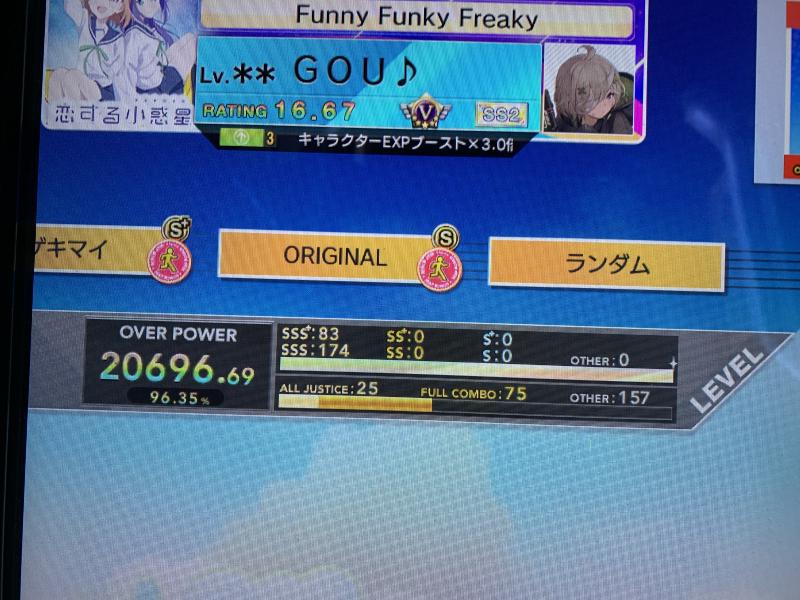 Funny Funky Freaky
Lv.** GOU♪
恋する小惑星
RATING 16.67 V SS2
3 キャラクターEXPブースト×3.0倍
ゲキマイ S+
ORIGINAL S
ランダム
OVER POWER
20696.69
96.35%
SSS+:83 SS+:0 S+:0
SSS:174 SS:0 S:0 OTHER:0
ALL JUSTICE:25 FULL COMBO:75 OTHER:157
LEVEL